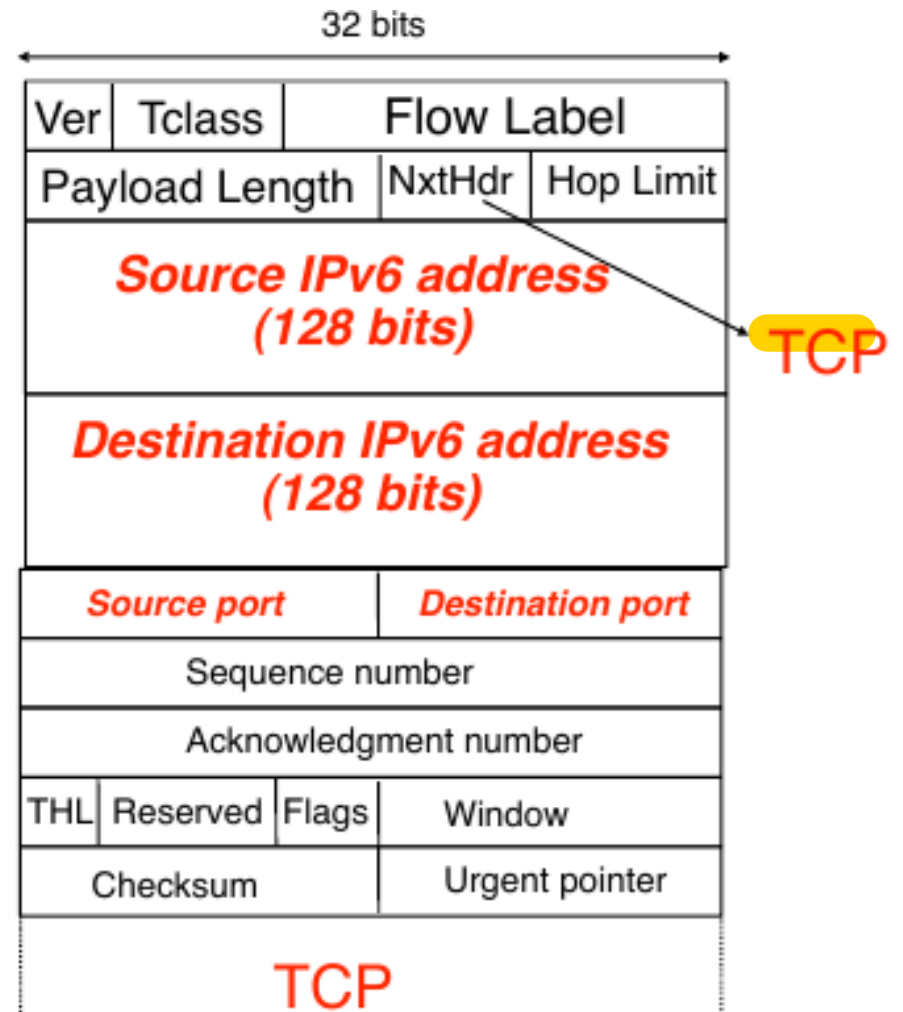 32 bits
Ver Tclass Flow Label
Payload Length NxtHdr Hop Limit
Source IPv6 address
(128 bits)
TCP
Destination IPv6 address
(128 bits)
Source port Destination port
Sequence number
Acknowledgment number
THL Reserved Flags Window
Checksum Urgent pointer
TCP